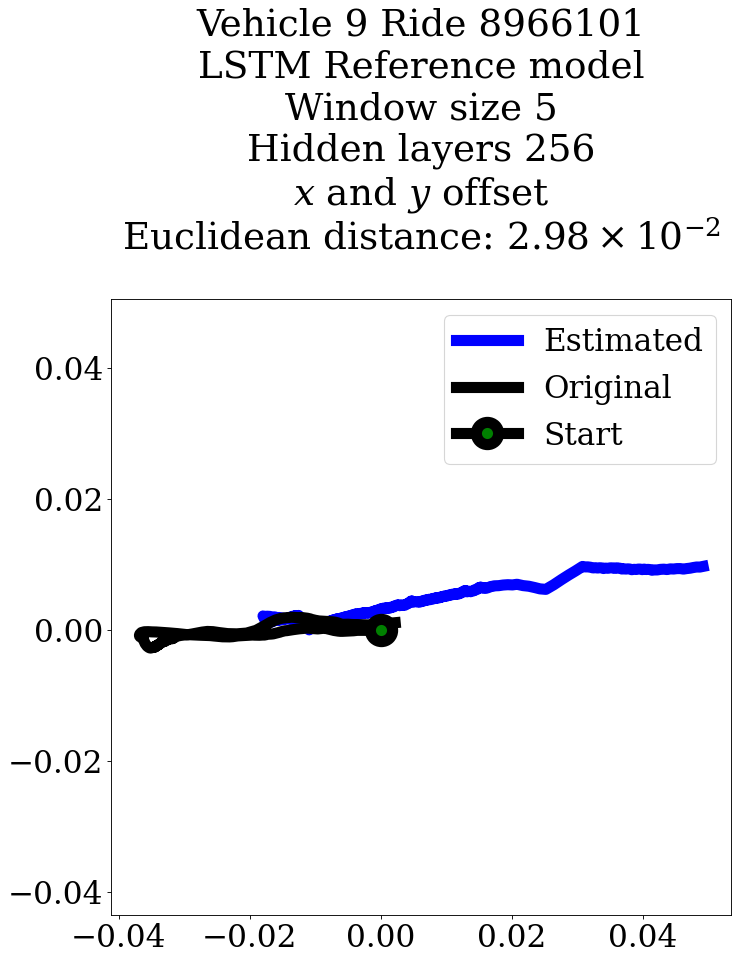 Vehicle 9 Ride 8966101
LSTM Reference model
Window size 5
Hidden layers 256
x and y offset
Euclidean distance: 2.98 × 10⁻²
Estimated
Original
Start
0.04
0.02
0.00
−0.02
−0.04
−0.04 −0.02 0.00 0.02 0.04